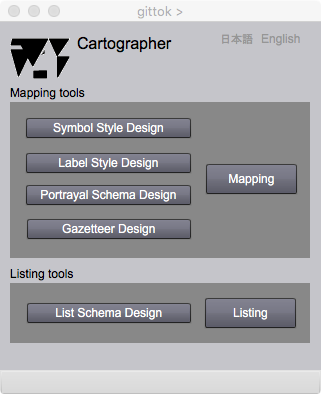 gittok >
Cartographer
日本語 English
Mapping tools
Symbol Style Design
Label Style Design
Portrayal Schema Design
Gazetteer Design
Mapping
Listing tools
List Schema Design
Listing